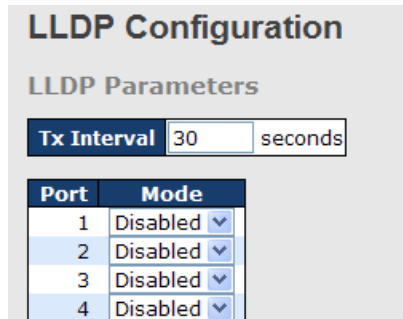 LLDP Configuration
LLDP Parameters
Tx Interval 30 seconds
Port Mode
1 Disabled
2 Disabled
3 Disabled
4 Disabled